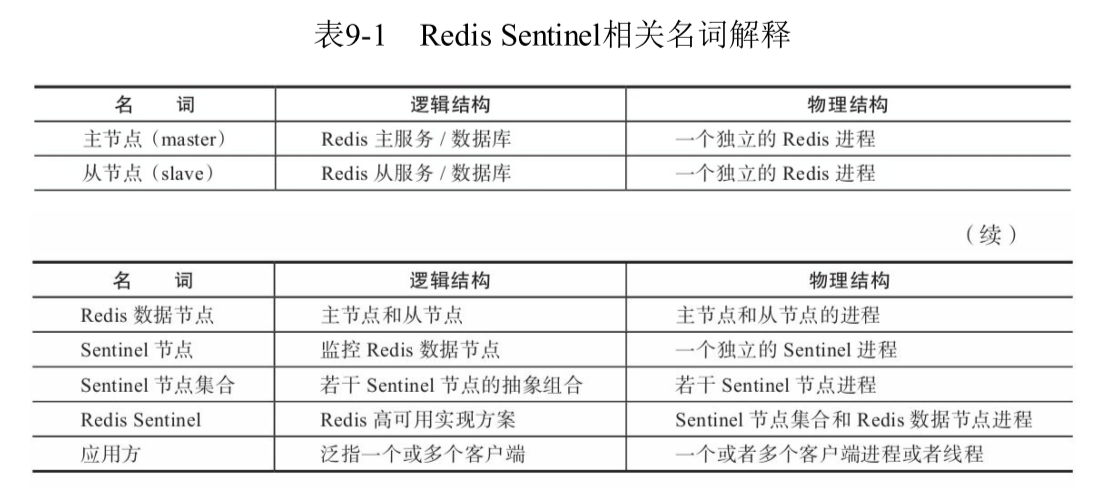 表9-1 Redis Sentinel相关名词解释
名 词 逻辑结构 物理结构
主节点（master） Redis 主服务 / 数据库 一个独立的 Redis 进程
从节点（slave） Redis 从服务 / 数据库 一个独立的 Redis 进程
（续）
名 词 逻辑结构 物理结构
Redis 数据节点 主节点和从节点 主节点和从节点的进程
Sentinel 节点 监控 Redis 数据节点 一个独立的 Sentinel 进程
Sentinel 节点集合 若干 Sentinel 节点的抽象组合 若干 Sentinel 节点进程
Redis Sentinel Redis 高可用实现方案 Sentinel 节点集合和 Redis 数据节点进程
应用方 泛指一个或多个客户端 一个或者多个客户端进程或者线程